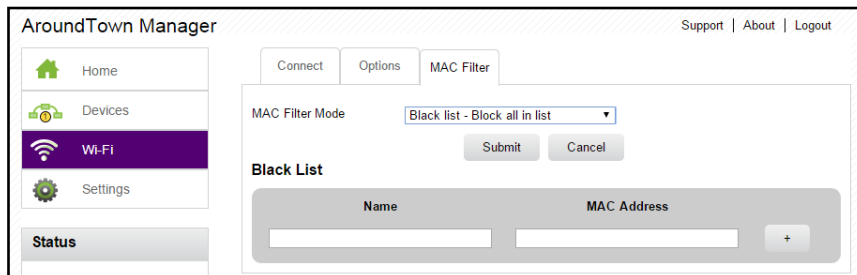 AroundTown Manager
Support | About | Logout
Home
Devices
1
Wi-Fi
Settings
Status
Connect
Options
MAC Filter
MAC Filter Mode
Black list - Block all in list
Submit
Cancel
Black List
Name
MAC Address
+